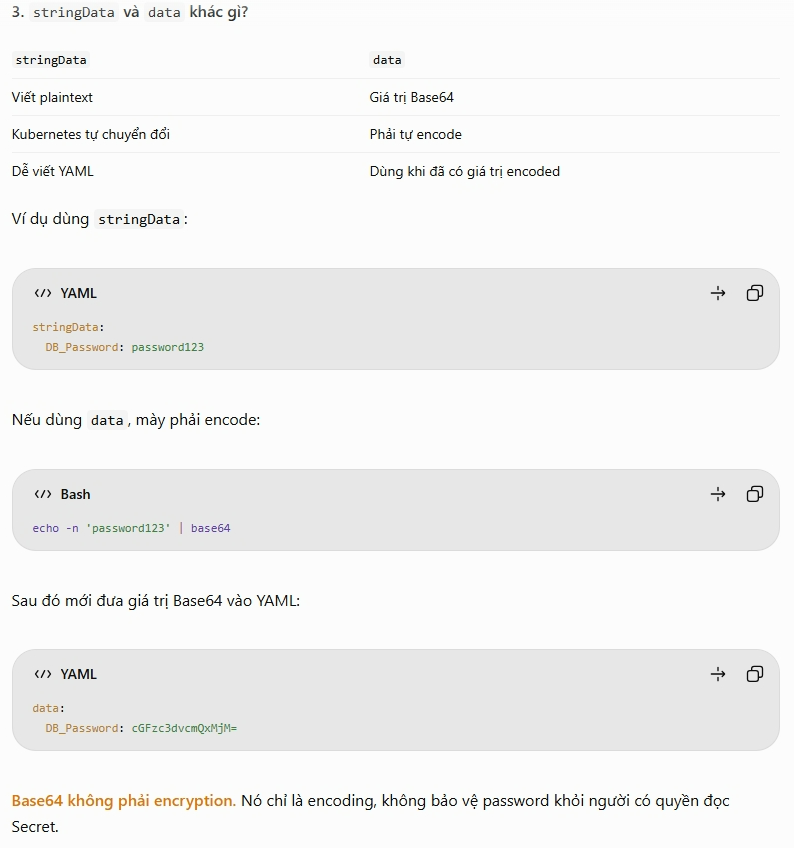 3. stringData và data khác gì?
stringData data
Viết plaintext Giá trị Base64
Kubernetes tự chuyển đổi Phải tự encode
Dễ viết YAML Dùng khi đã có giá trị encoded
Ví dụ dùng stringData:
</> YAML
stringData:
  DB_Password: password123
Nếu dùng data, mày phải encode:
</> Bash
echo -n 'password123' | base64
Sau đó mới đưa giá trị Base64 vào YAML:
</> YAML
data:
  DB_Password: cGFzc3dvcmQxMjM=
Base64 không phải encryption. Nó chỉ là encoding, không bảo vệ password khỏi người có quyền đọc
Secret.